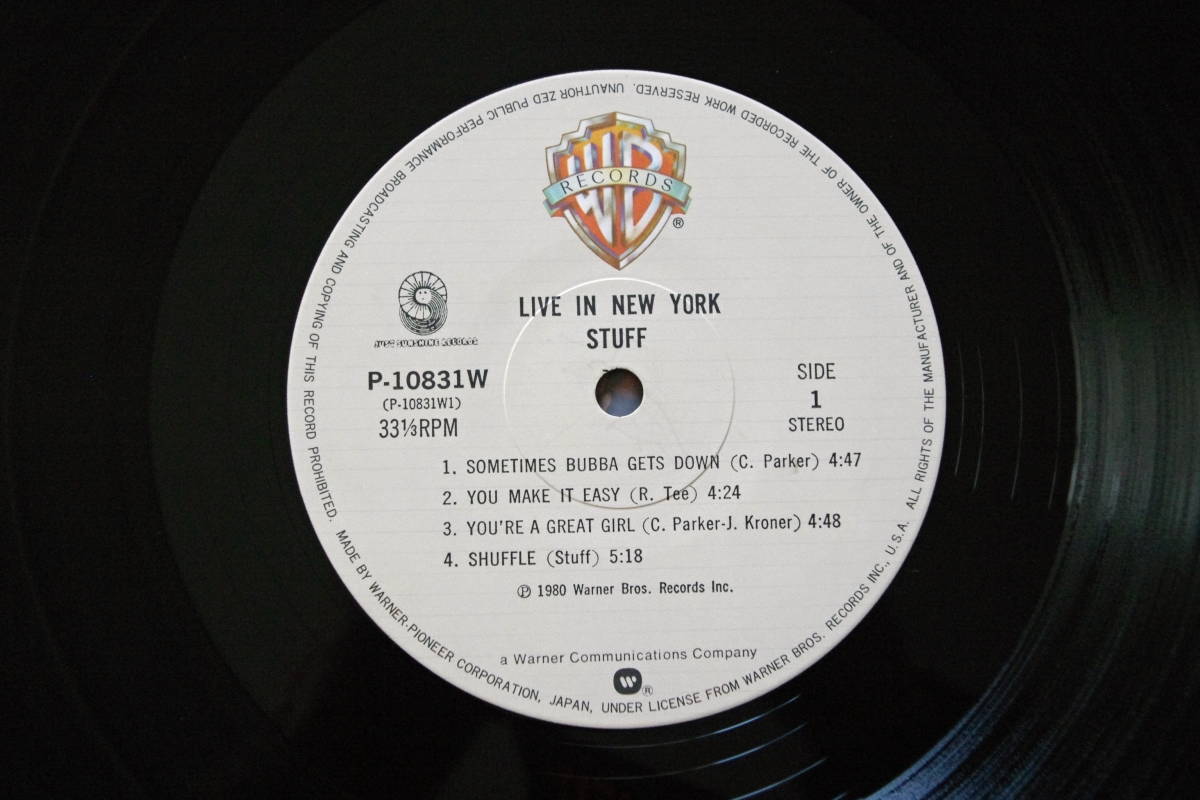 WB
RECORDS
®
LIVE IN NEW YORK
STUFF
JUST SUNSHINE RECORDS
P-10831W
(P-10831W1)
33⅓RPM
SIDE
1
STEREO
1. SOMETIMES BUBBA GETS DOWN (C. Parker) 4:47
2. YOU MAKE IT EASY (R. Tee) 4:24
3. YOU'RE A GREAT GIRL (C. Parker-J. Kroner) 4:48
4. SHUFFLE (Stuff) 5:18
℗ 1980 Warner Bros. Records Inc.
a Warner Communications Company
®
MADE BY WARNER-PIONEER CORPORATION, JAPAN, UNDER LICENSE FROM WARNER BROS. RECORDS INC., U.S.A. ALL RIGHTS OF THE MANUFACTURER AND OF THE OWNER OF THE RECORDED WORK RESERVED. UNAUTHOR ZED PUBLIC PERFORMANCE BROADCASTING AND COPYING OF THIS RECORD PROHIBITED.